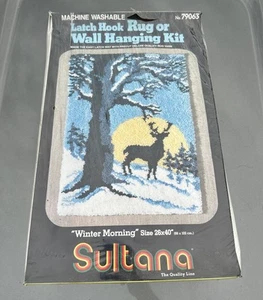 MACHINE WASHABLE
No. 79063
Latch Hook Rug or
Wall Hanging Kit
"Winter Morning" Size 26x40"
Sultana
The Quality Line